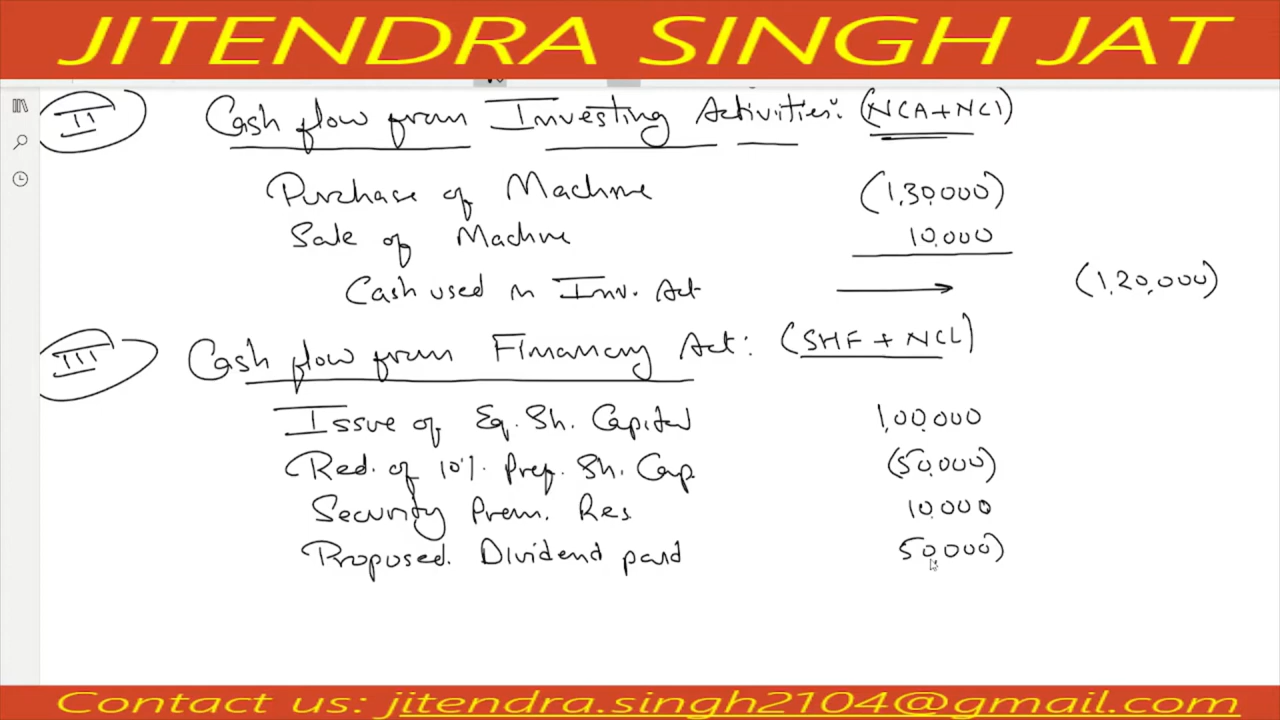 JITENDRA SINGH JAT
II Cash flow from Investing Activities: (NCA+NCI)
Purchase of Machine (1,30,000)
Sale of Machine 10,000
Cash used in Inv. Act → (1,20,000)
III Cash flow from Financing Act: (SHF + NCL)
Issue of Eq. Sh. Capital 1,00,000
Red. of 10% Pref. Sh. Cap. (50,000)
Security Prem. Res 10,000
Proposed. Dividend paid 50,000)
Contact us: jitendra.singh2104@gmail.com